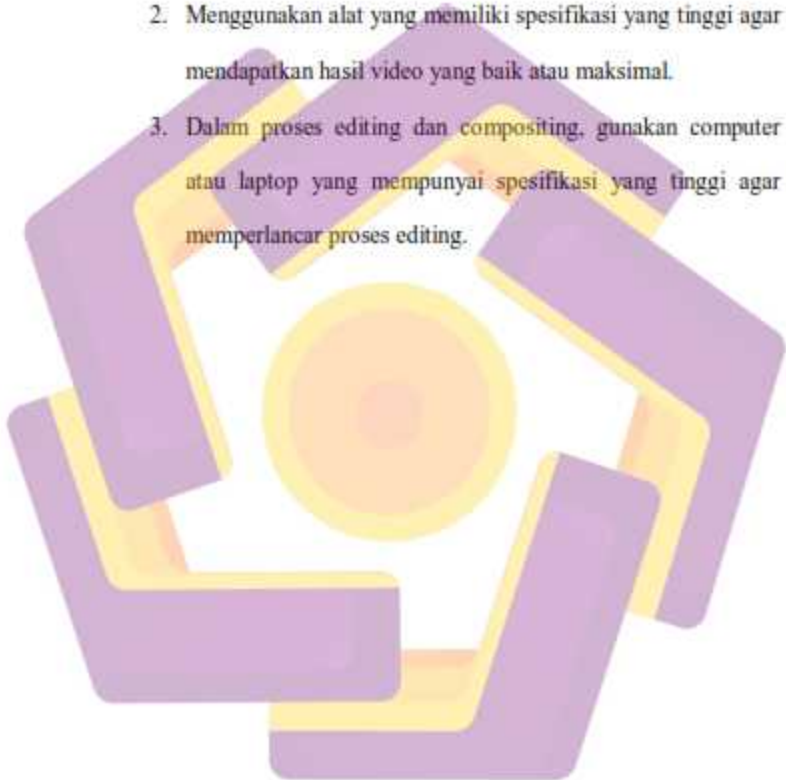 2. Menggunakan alat yang memiliki spesifikasi yang tinggi agar
mendapatkan hasil video yang baik atau maksimal.
3. Dalam proses editing dan compositing, gunakan computer
atau laptop yang mempunyai spesifikasi yang tinggi agar
memperlancar proses editing.